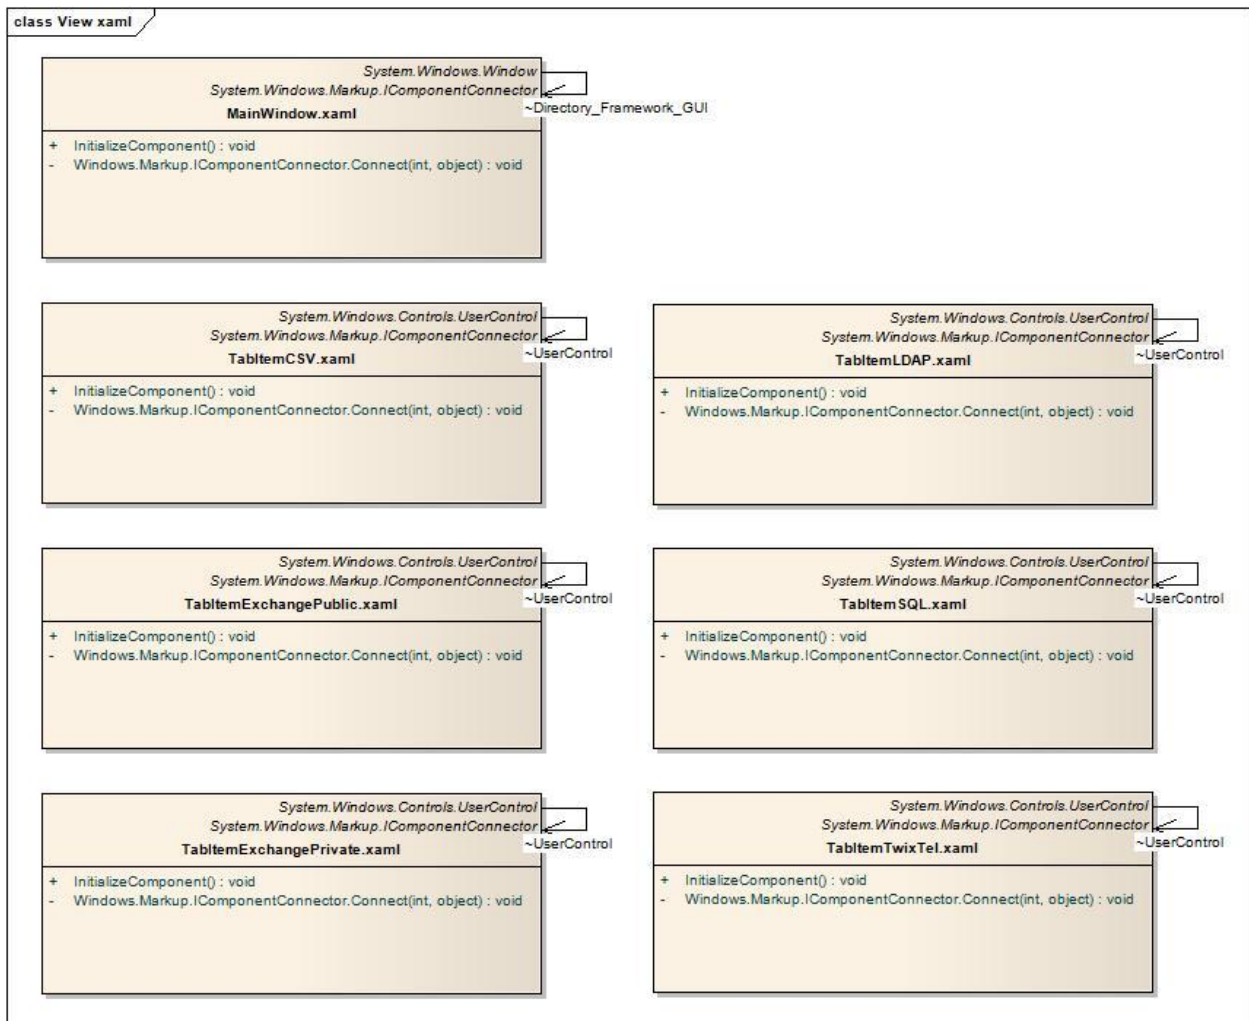 class View xaml
System.Windows.Window
System.Windows.Markup.IComponentConnector
MainWindow.xaml
~Directory_Framework_GUI
+ InitializeComponent() : void
- Windows.Markup.IComponentConnector.Connect(int, object) : void
System.Windows.Controls.UserControl
System.Windows.Markup.IComponentConnector
TabItemCSV.xaml
~UserControl
+ InitializeComponent() : void
- Windows.Markup.IComponentConnector.Connect(int, object) : void
System.Windows.Controls.UserControl
System.Windows.Markup.IComponentConnector
TabItemLDAP.xaml
~UserControl
+ InitializeComponent() : void
- Windows.Markup.IComponentConnector.Connect(int, object) : void
System.Windows.Controls.UserControl
System.Windows.Markup.IComponentConnector
TabItemExchangePublic.xaml
~UserControl
+ InitializeComponent() : void
- Windows.Markup.IComponentConnector.Connect(int, object) : void
System.Windows.Controls.UserControl
System.Windows.Markup.IComponentConnector
TabItemSQL.xaml
~UserControl
+ InitializeComponent() : void
- Windows.Markup.IComponentConnector.Connect(int, object) : void
System.Windows.Controls.UserControl
System.Windows.Markup.IComponentConnector
TabItemExchangePrivate.xaml
~UserControl
+ InitializeComponent() : void
- Windows.Markup.IComponentConnector.Connect(int, object) : void
System.Windows.Controls.UserControl
System.Windows.Markup.IComponentConnector
TabItemTwixTel.xaml
~UserControl
+ InitializeComponent() : void
- Windows.Markup.IComponentConnector.Connect(int, object) : void